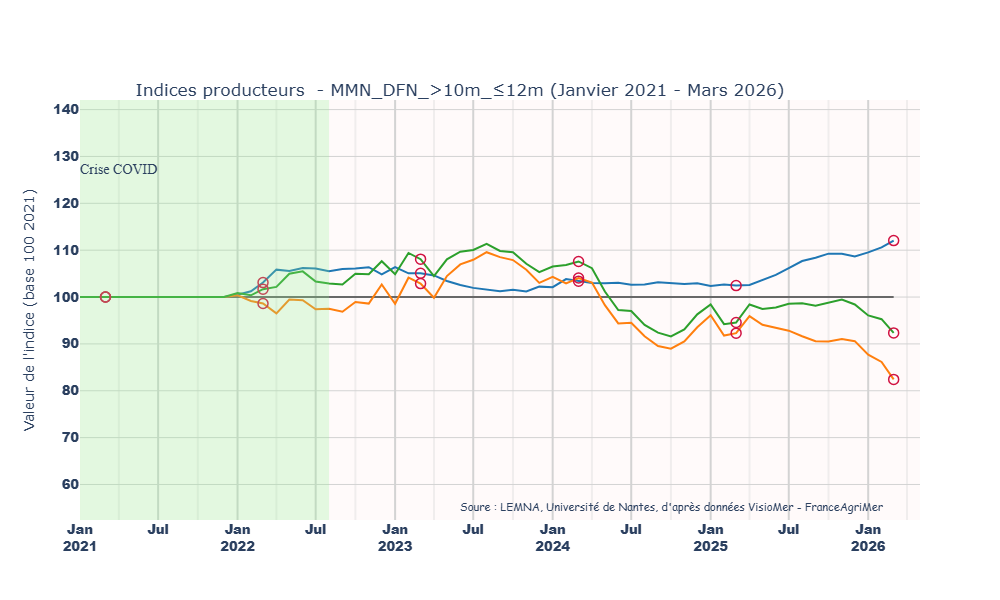 Indices producteurs  - MMN_DFN_>10m_≤12m (Janvier 2021 - Mars 2026)
Valeur de l'indice (base 100 2021)
140
130
120
110
100
90
80
70
60
Crise COVID
Soure : LEMNA, Université de Nantes, d'après données VisioMer - FranceAgriMer
Jan Jul Jan Jul Jan Jul Jan Jul Jan Jul Jan
2021 2022 2023 2024 2025 2026